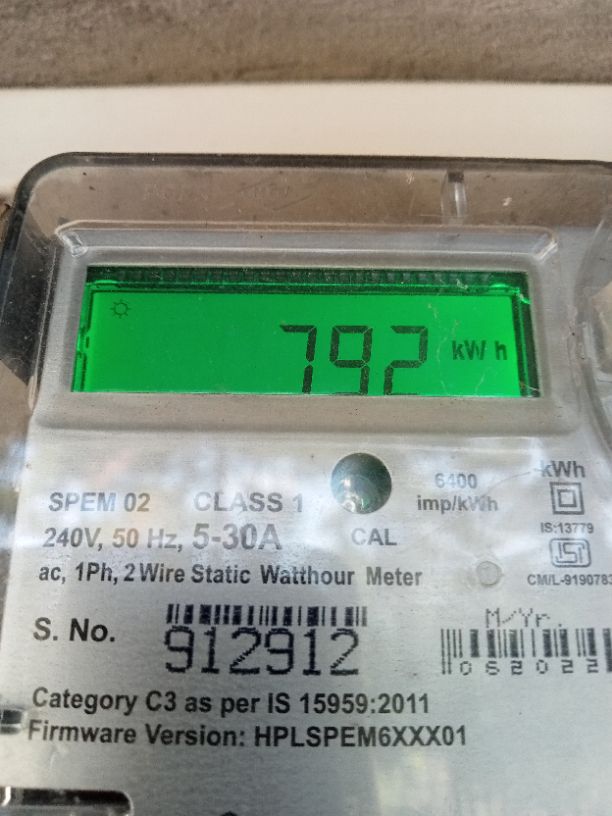 792 kW h
SPEM 02 CLASS 1
6400
imp/kWh
kWh
240V, 50 Hz, 5-30A
CAL
IS:13779
ISI
ac, 1Ph, 2 Wire Static Watthour Meter
CM/L-9190783
S. No.
912912
M/Yr.
062022
Category C3 as per IS 15959:2011
Firmware Version: HPLSPEM6XXX01